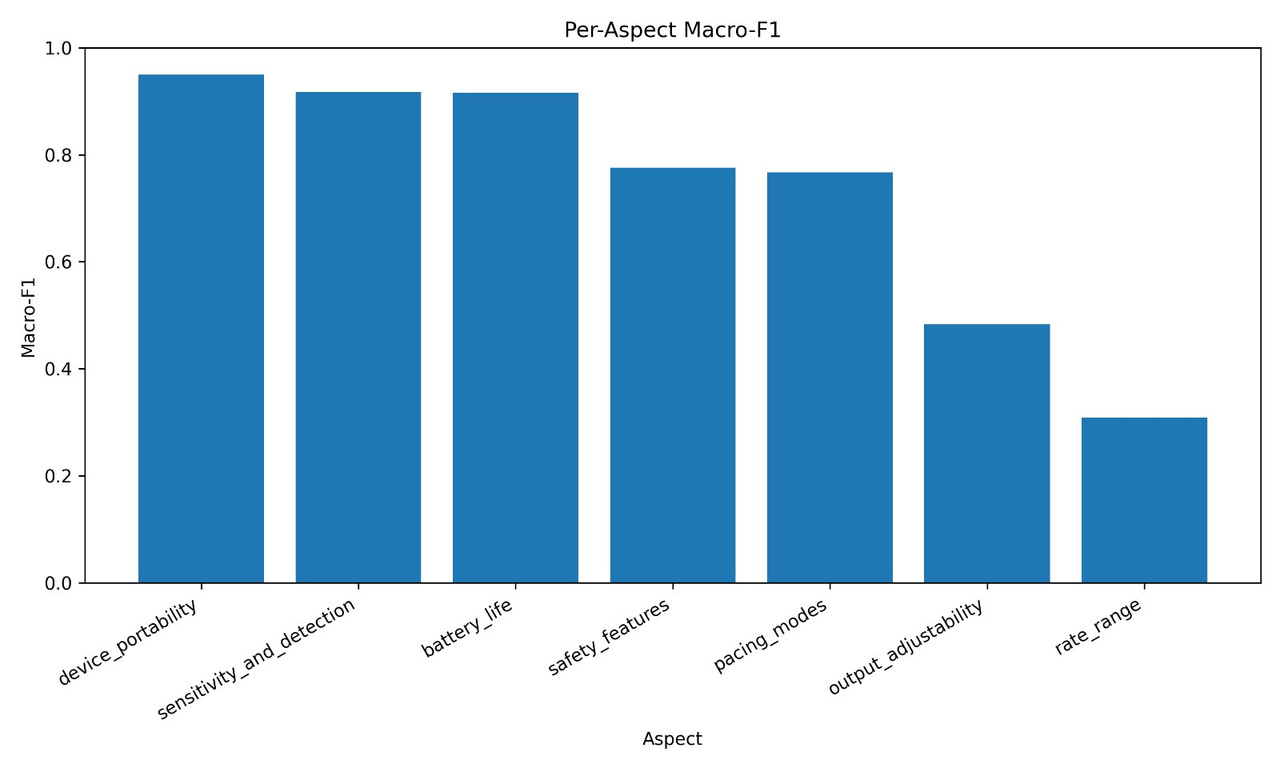 Per-Aspect Macro-F1
1.0
0.8
0.6
0.4
0.2
0.0
Macro-F1
device_portability
sensitivity_and_detection
battery_life
safety_features
pacing_modes
output_adjustability
rate_range
Aspect